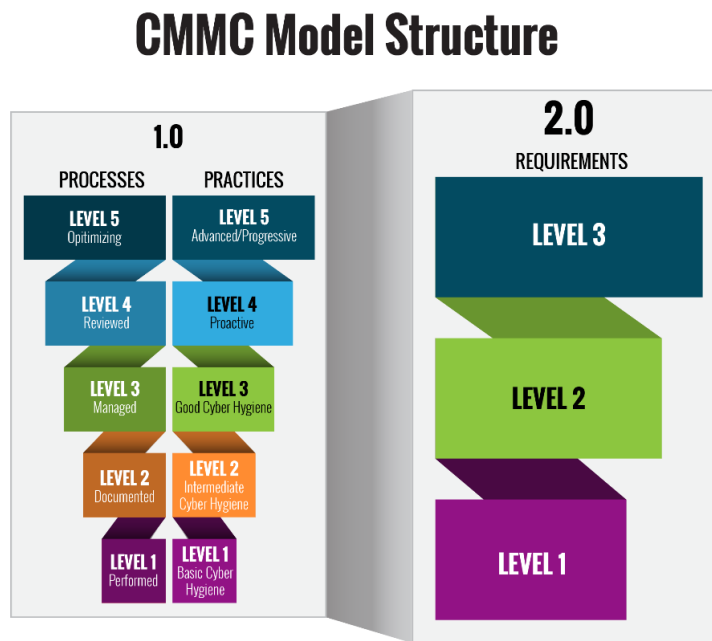 CMMC Model Structure
1.0
PROCESSES
PRACTICES
LEVEL 5
Opitimizing
LEVEL 5
Advanced/Progressive
LEVEL 4
Reviewed
LEVEL 4
Proactive
LEVEL 3
Managed
LEVEL 3
Good Cyber Hygiene
LEVEL 2
Documented
LEVEL 2
Intermediate
Cyber Hygiene
LEVEL 1
Performed
LEVEL 1
Basic Cyber
Hygiene
2.0
REQUIREMENTS
LEVEL 3
LEVEL 2
LEVEL 1